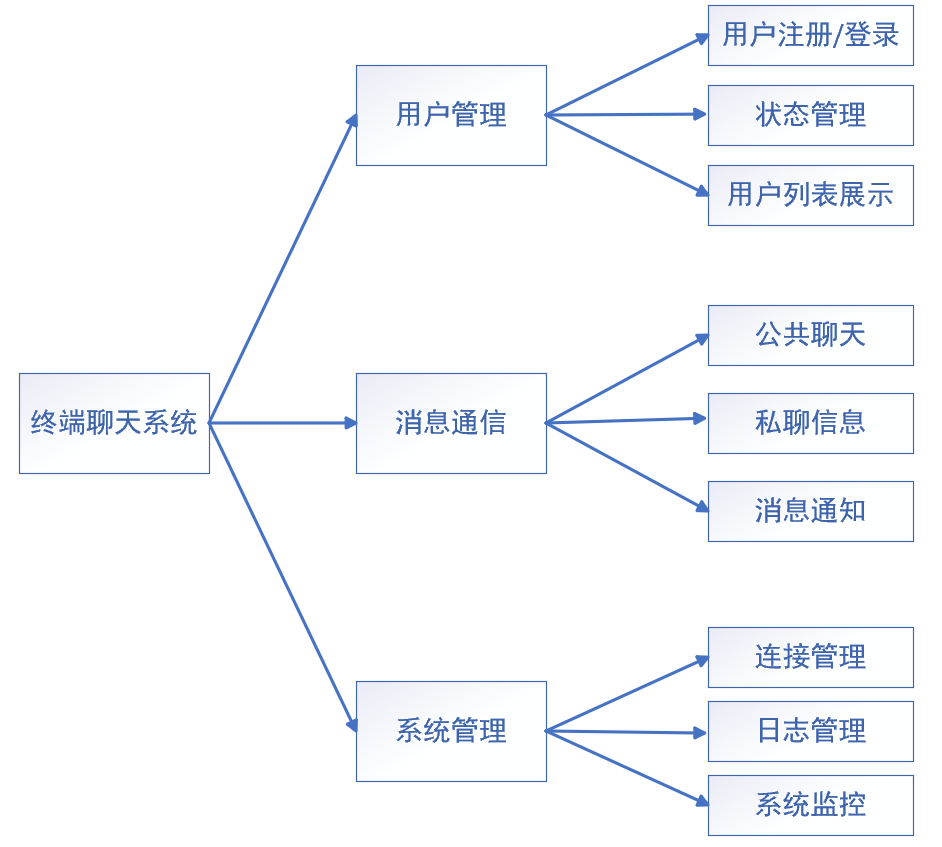 终端聊天系统
用户管理
用户注册/登录
状态管理
用户列表展示
消息通信
公共聊天
私聊信息
消息通知
系统管理
连接管理
日志管理
系统监控